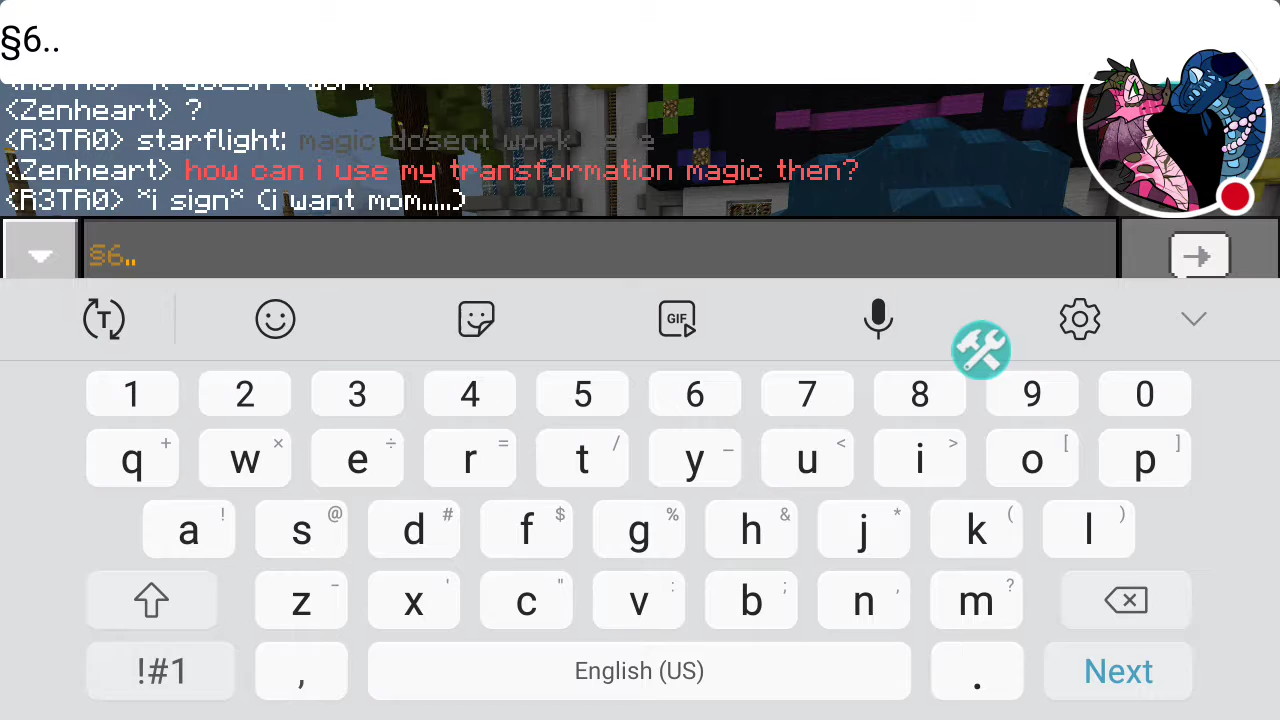 §6..
<Zenheart> ?
<R3TR0> starflight: magic dosent work
<Zenheart> how can i use my transformation magic then?
<R3TR0> *i sign* (i want mom.....)
§6..
T
GIF
1 2 3 4 5 6 7 8 9 0
q + w × e ÷ r = t / y _ u < i > o [ p ]
a ! s @ d # f $ g % h & j * k ( l )
z - x ' c " v : b ; n , m ?
!#1 , English (US) . Next